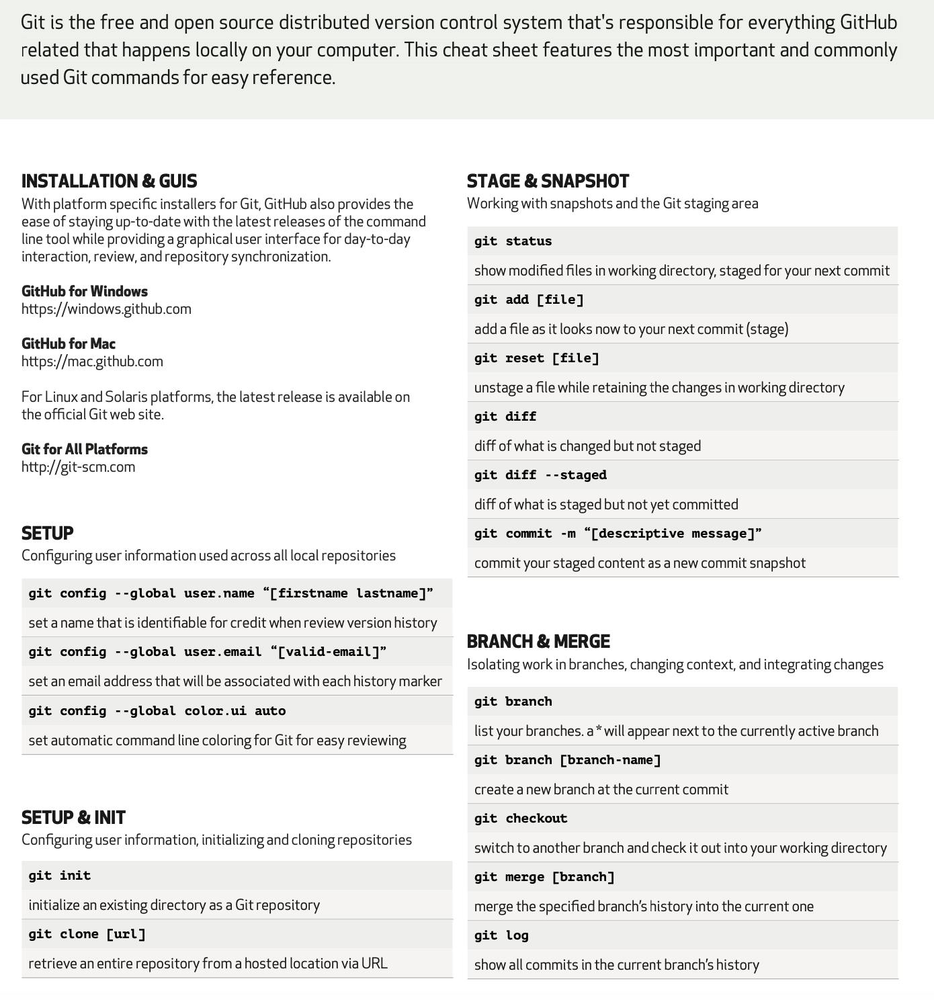 Git is the free and open source distributed version control system that's responsible for everything GitHub
related that happens locally on your computer. This cheat sheet features the most important and commonly
used Git commands for easy reference.
INSTALLATION & GUIS
With platform specific installers for Git, GitHub also provides the
ease of staying up-to-date with the latest releases of the command
line tool while providing a graphical user interface for day-to-day
interaction, review, and repository synchronization.
GitHub for Windows
https://windows.github.com
GitHub for Mac
https://mac.github.com
For Linux and Solaris platforms, the latest release is available on
the official Git web site.
Git for All Platforms
http://git-scm.com
SETUP
Configuring user information used across all local repositories
git config --global user.name “[firstname lastname]”
set a name that is identifiable for credit when review version history
git config --global user.email “[valid-email]”
set an email address that will be associated with each history marker
git config --global color.ui auto
set automatic command line coloring for Git for easy reviewing
SETUP & INIT
Configuring user information, initializing and cloning repositories
git init
initialize an existing directory as a Git repository
git clone [url]
retrieve an entire repository from a hosted location via URL
STAGE & SNAPSHOT
Working with snapshots and the Git staging area
git status
show modified files in working directory, staged for your next commit
git add [file]
add a file as it looks now to your next commit (stage)
git reset [file]
unstage a file while retaining the changes in working directory
git diff
diff of what is changed but not staged
git diff --staged
diff of what is staged but not yet committed
git commit -m “[descriptive message]”
commit your staged content as a new commit snapshot
BRANCH & MERGE
Isolating work in branches, changing context, and integrating changes
git branch
list your branches. a * will appear next to the currently active branch
git branch [branch-name]
create a new branch at the current commit
git checkout
switch to another branch and check it out into your working directory
git merge [branch]
merge the specified branch’s history into the current one
git log
show all commits in the current branch’s history